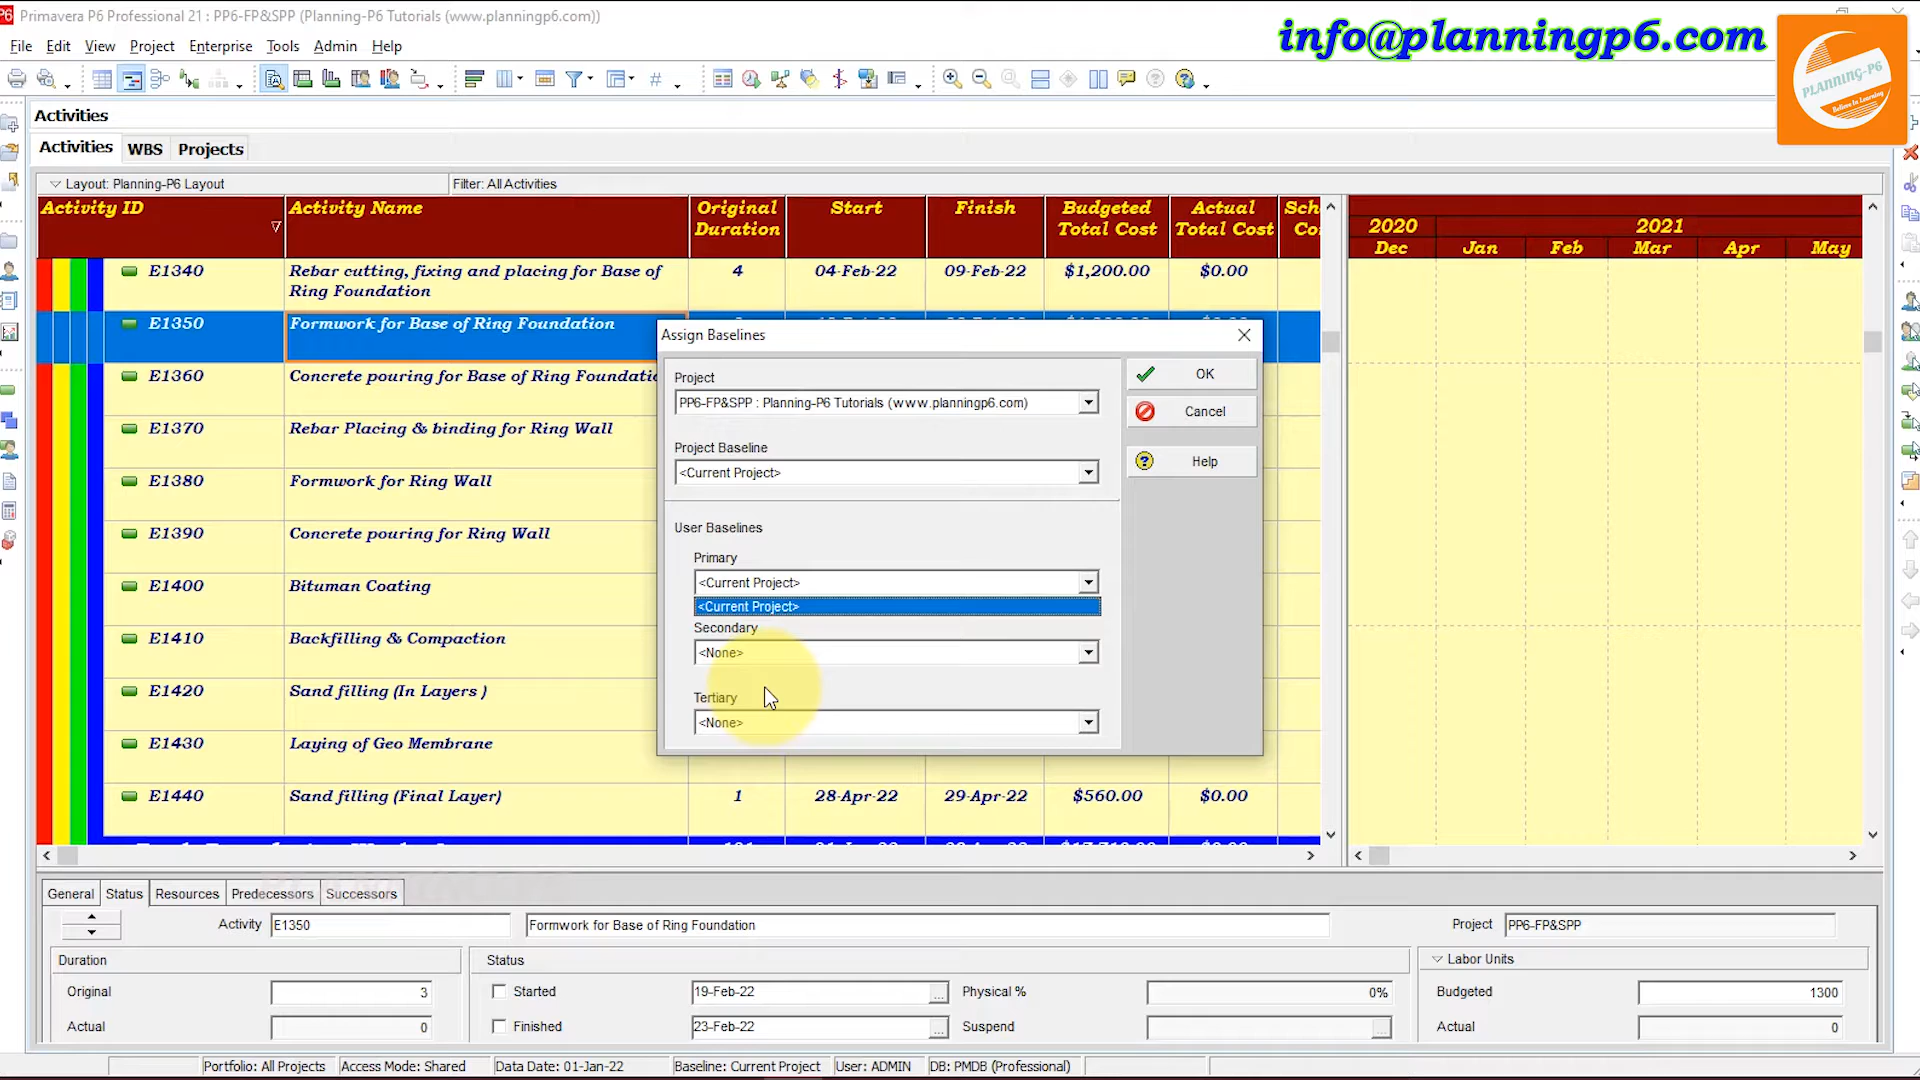 Primavera P6 Professional 21 : PP6-FP&SPP (Planning-P6 Tutorials (www.planningp6.com))
info@planningp6.com
PLANNING-P6
Believe In Learning
File Edit View Project Enterprise Tools Admin Help
Activities
Activities WBS Projects
Layout: Planning-P6 Layout Filter: All Activities
Activity ID Activity Name Original Duration Start Finish Budgeted Total Cost Actual Total Cost Sch Co
2020 2021
Dec Jan Feb Mar Apr May
E1340 Rebar cutting, fixing and placing for Base of 4 04-Feb-22 09-Feb-22 $1,200.00 $0.00
Ring Foundation
E1350 Formwork for Base of Ring Foundation
E1360 Concrete pouring for Base of Ring Foundatio
E1370 Rebar Placing & binding for Ring Wall
E1380 Formwork for Ring Wall
E1390 Concrete pouring for Ring Wall
E1400 Bituman Coating
E1410 Backfilling & Compaction
E1420 Sand filling (In Layers )
E1430 Laying of Geo Membrane
E1440 Sand filling (Final Layer) 1 28-Apr-22 29-Apr-22 $560.00 $0.00
Assign Baselines
Project
PP6-FP&SPP : Planning-P6 Tutorials (www.planningp6.com)
Project Baseline
<Current Project>
User Baselines
Primary
<Current Project>
<Current Project>
Secondary
<None>
Tertiary
<None>
OK
Cancel
Help
General Status Resources Predecessors Successors
Activity E1350 Formwork for Base of Ring Foundation Project PP6-FP&SPP
Duration Status Labor Units
Original 3 Started 19-Feb-22 Physical % 0% Budgeted 1300
Actual 0 Finished 23-Feb-22 Suspend Actual 0
Portfolio: All Projects Access Mode: Shared Data Date: 01-Jan-22 Baseline: Current Project User: ADMIN DB: PMDB (Professional)